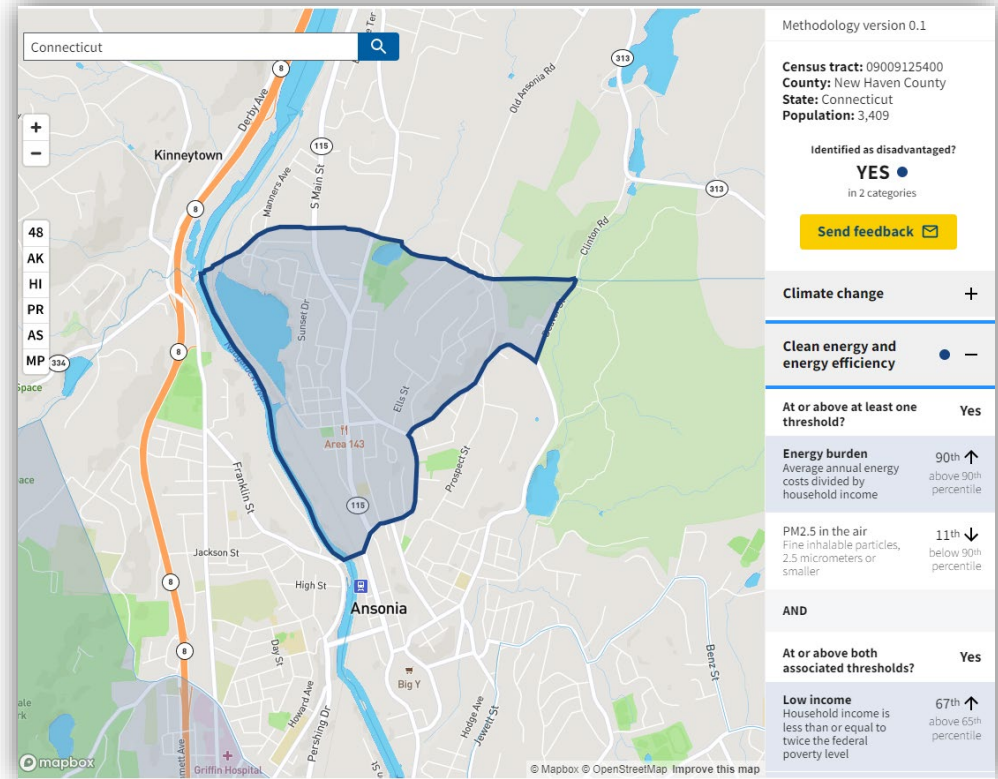 Connecticut
8
Derby Ave
Kinneytown
Manners Ave
115
S Main St
Old Ansonia Rd
313
313
8
Clinton Rd
+
−
48
AK
HI
PR
AS
MP
334
8
Sunset Dr
Ells St
Area 143
Prospect St
115
Franklin St
Jackson St
8
High St
Ansonia
Day St
8
Big Y
Howard Ave
Pershing Dr
Hodge Ave
Jewett St
Benz St
Griffin Hospital
mapbox
© Mapbox © OpenStreetMap Improve this map
Methodology version 0.1
Census tract: 09009125400
County: New Haven County
State: Connecticut
Population: 3,409
Identified as disadvantaged?
YES
in 2 categories
Send feedback
Climate change +
Clean energy and
energy efficiency −
At or above at least one
threshold? Yes
Energy burden 90th ↑
Average annual energy
costs divided by
household income
above 90th
percentile
PM2.5 in the air 11th ↓
Fine inhalable particles,
2.5 micrometers or
smaller
below 90th
percentile
AND
At or above both
associated thresholds? Yes
Low income 67th ↑
Household income is
less than or equal to
twice the federal
poverty level
above 65th
percentile